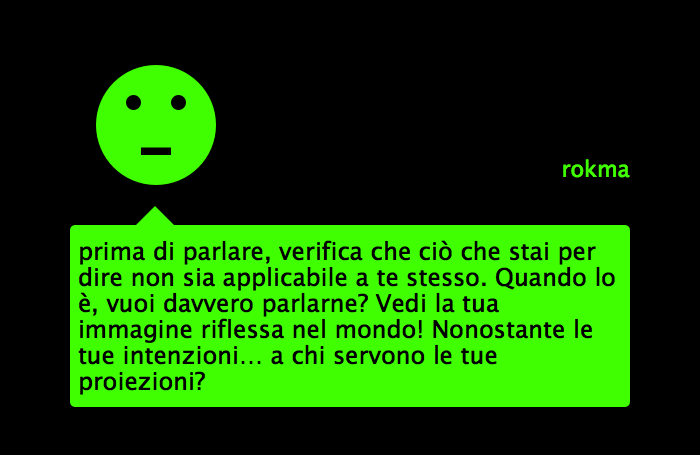 rokma
prima di parlare, verifica che ciò che stai per
dire non sia applicabile a te stesso. Quando lo
è, vuoi davvero parlarne? Vedi la tua
immagine riflessa nel mondo! Nonostante le
tue intenzioni... a chi servono le tue
proiezioni?